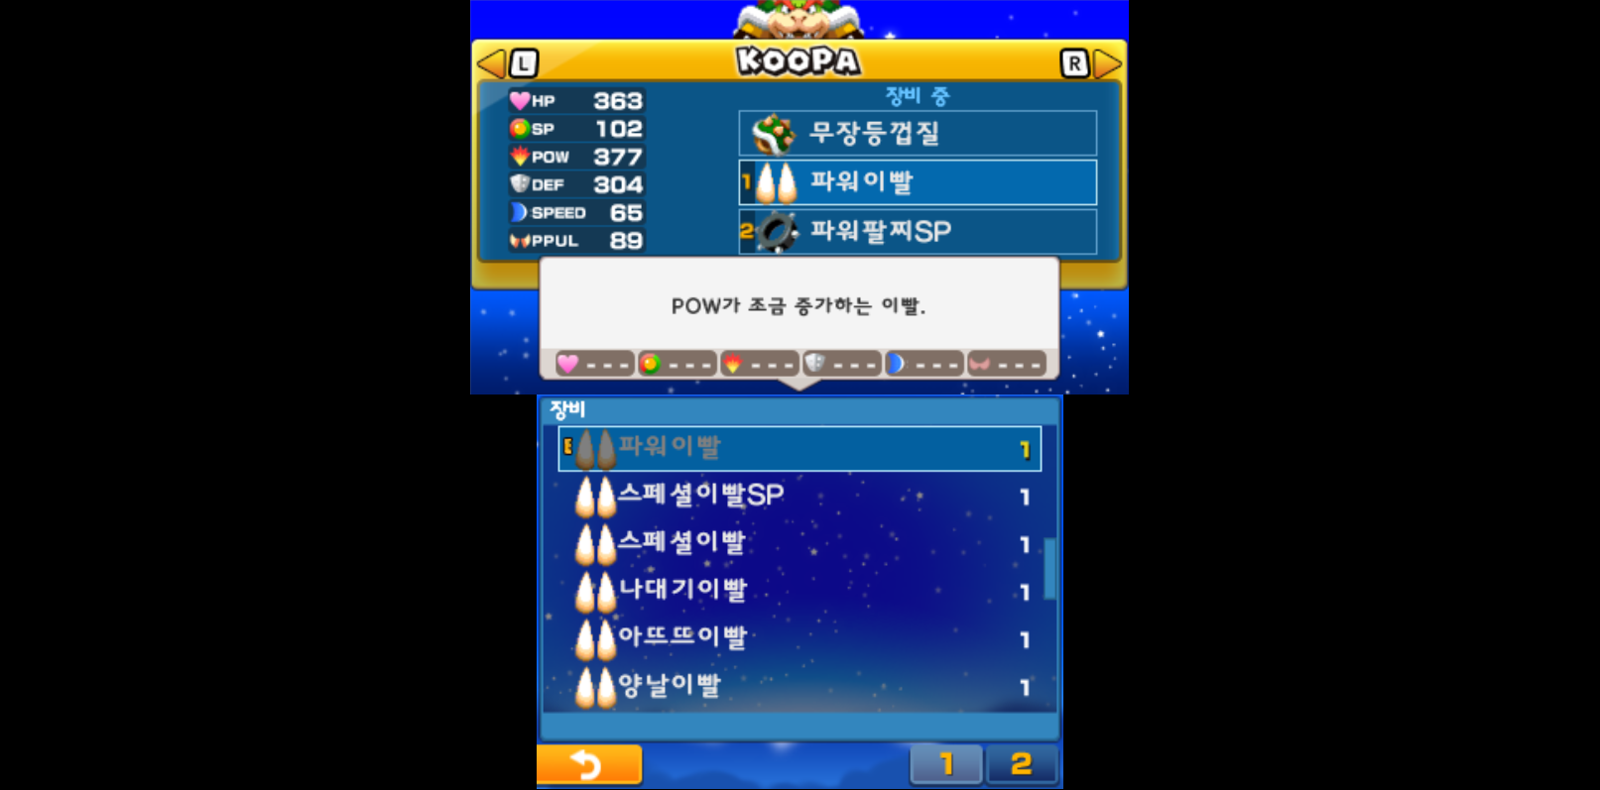 L KOOPA R
HP 363
SP 102
POW 377
DEF 304
SPEED 65
PPUL 89
장비 중
무장등껍질
1 파워이빨
2 파워팔찌SP
POW가 조금 증가하는 이빨.
--- --- --- --- --- ---
장비
E 파워이빨 1
스페셜이빨SP 1
스페셜이빨 1
나대기이빨 1
아뜨뜨이빨 1
양날이빨 1
1 2